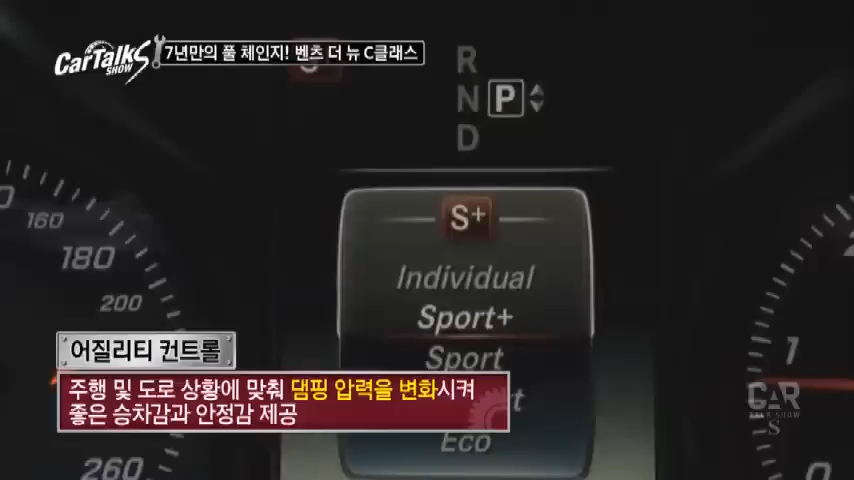 CarTalkS
SHOW
7년만의 풀 체인지! 벤츠 더 뉴 C클래스
R
N P
D
160
180
200
260
S+
Individual
Sport+
Sport
Eco
어질리티 컨트롤
주행 및 도로 상황에 맞춰 댐핑 압력을 변화시켜
좋은 승차감과 안정감 제공
1
0
CAR
TALK SHOW
S